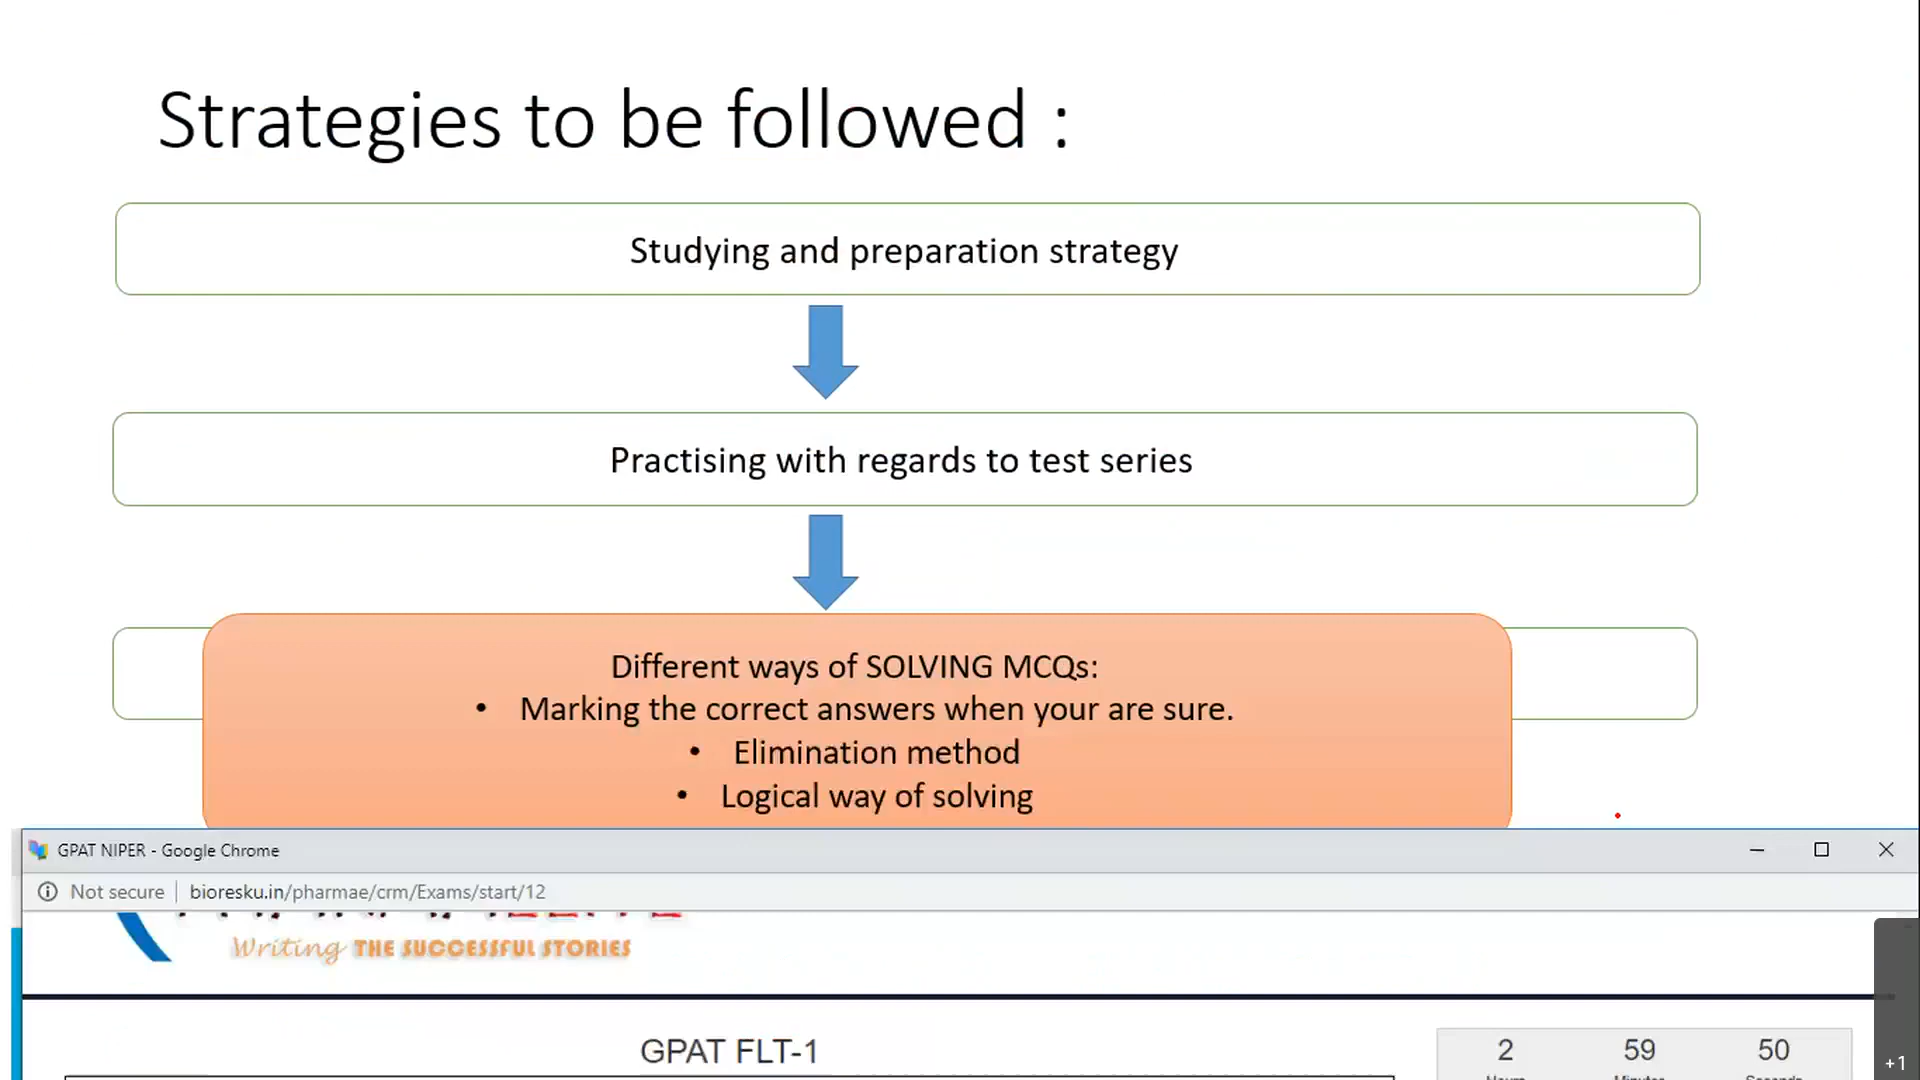 Strategies to be followed :
Studying and preparation strategy
Practising with regards to test series
Different ways of SOLVING MCQs:
• Marking the correct answers when your are sure.
• Elimination method
• Logical way of solving
GPAT NIPER - Google Chrome
Not secure | bioresku.in/pharmae/crm/Exams/start/12
Writing THE SUCCESSFUL STORIES
GPAT FLT-1
2 59 50
+1